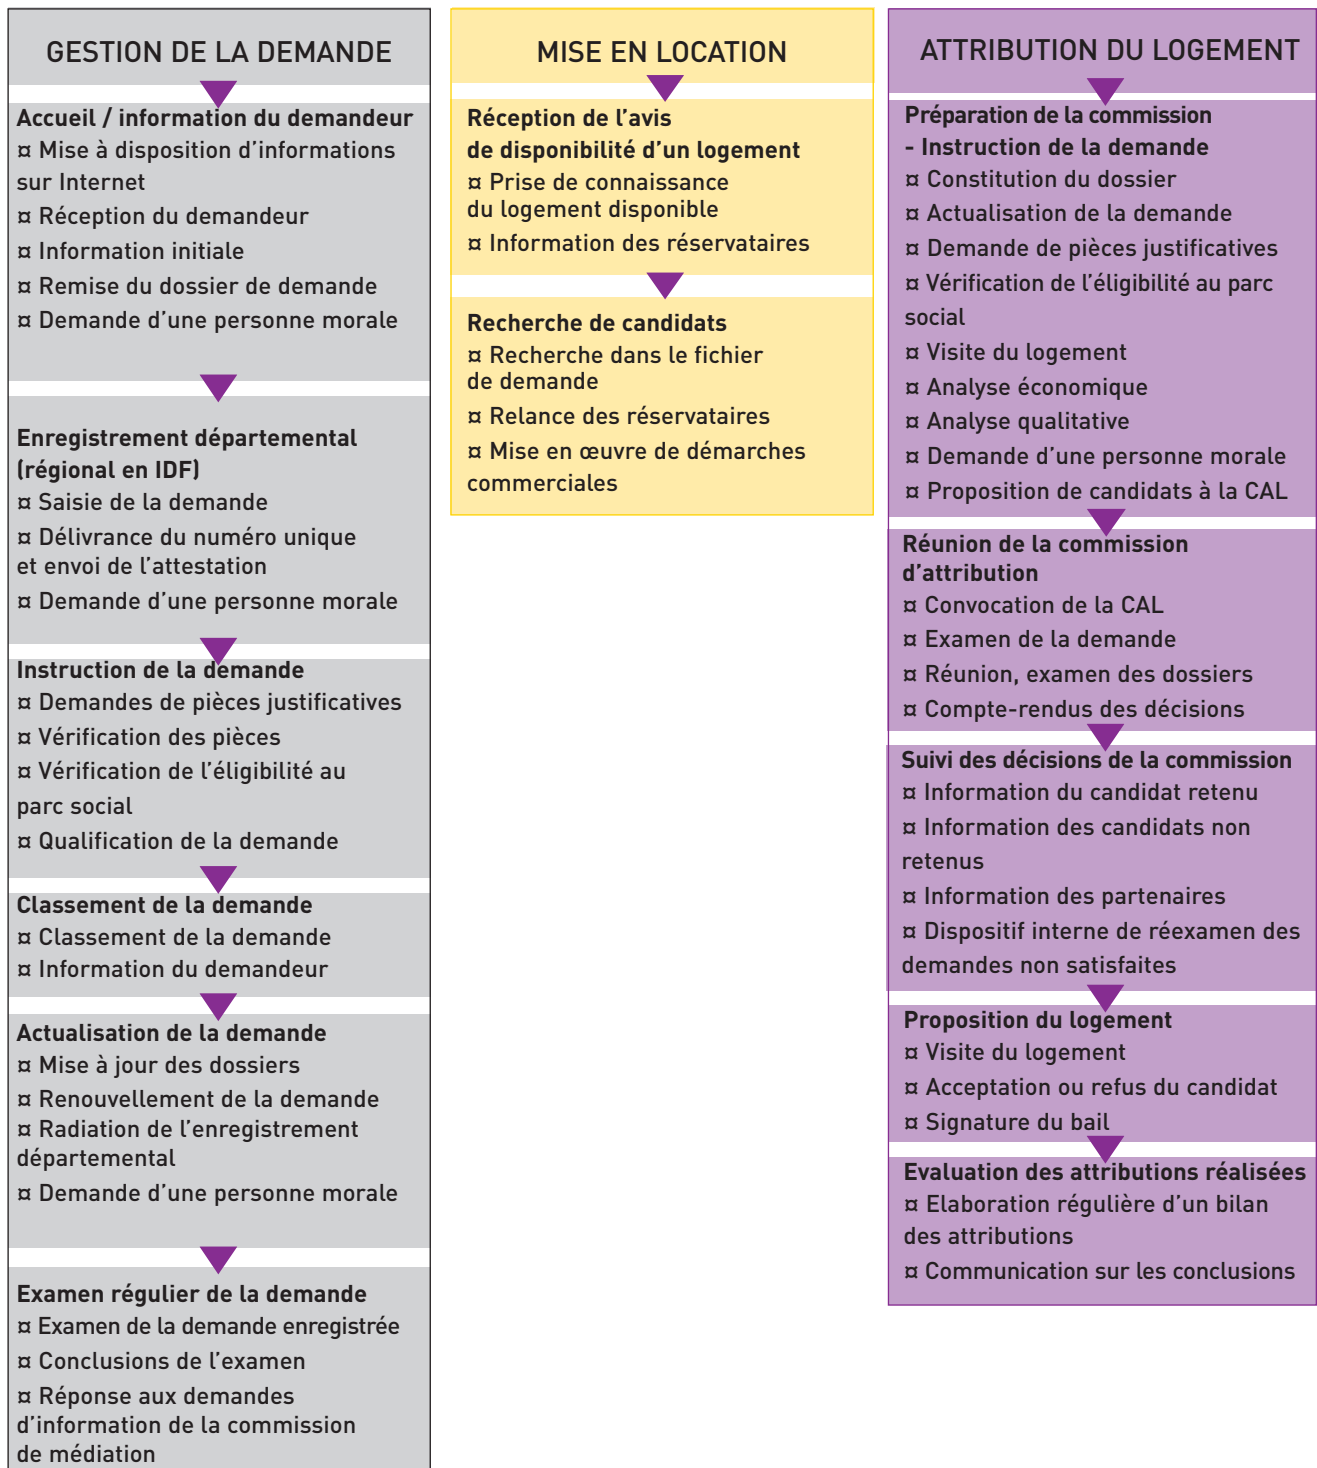 GESTION DE LA DEMANDE
Accueil / information du demandeur
¤ Mise à disposition d’informations
sur Internet
¤ Réception du demandeur
¤ Information initiale
¤ Remise du dossier de demande
¤ Demande d’une personne morale
Enregistrement départemental
(régional en IDF)
¤ Saisie de la demande
¤ Délivrance du numéro unique
et envoi de l’attestation
¤ Demande d’une personne morale
Instruction de la demande
¤ Demandes de pièces justificatives
¤ Vérification des pièces
¤ Vérification de l’éligibilité au
parc social
¤ Qualification de la demande
Classement de la demande
¤ Classement de la demande
¤ Information du demandeur
Actualisation de la demande
¤ Mise à jour des dossiers
¤ Renouvellement de la demande
¤ Radiation de l’enregistrement
départemental
¤ Demande d’une personne morale
Examen régulier de la demande
¤ Examen de la demande enregistrée
¤ Conclusions de l’examen
¤ Réponse aux demandes
d’information de la commission
de médiation
MISE EN LOCATION
Réception de l’avis
de disponibilité d’un logement
¤ Prise de connaissance
du logement disponible
¤ Information des réservataires
Recherche de candidats
¤ Recherche dans le fichier
de demande
¤ Relance des réservataires
¤ Mise en œuvre de démarches
commerciales
ATTRIBUTION DU LOGEMENT
Préparation de la commission
- Instruction de la demande
¤ Constitution du dossier
¤ Actualisation de la demande
¤ Demande de pièces justificatives
¤ Vérification de l’éligibilité au parc
social
¤ Visite du logement
¤ Analyse économique
¤ Analyse qualitative
¤ Demande d’une personne morale
¤ Proposition de candidats à la CAL
Réunion de la commission
d’attribution
¤ Convocation de la CAL
¤ Examen de la demande
¤ Réunion, examen des dossiers
¤ Compte-rendus des décisions
Suivi des décisions de la commission
¤ Information du candidat retenu
¤ Information des candidats non
retenus
¤ Information des partenaires
¤ Dispositif interne de réexamen des
demandes non satisfaites
Proposition du logement
¤ Visite du logement
¤ Acceptation ou refus du candidat
¤ Signature du bail
Evaluation des attributions réalisées
¤ Elaboration régulière d’un bilan
des attributions
¤ Communication sur les conclusions